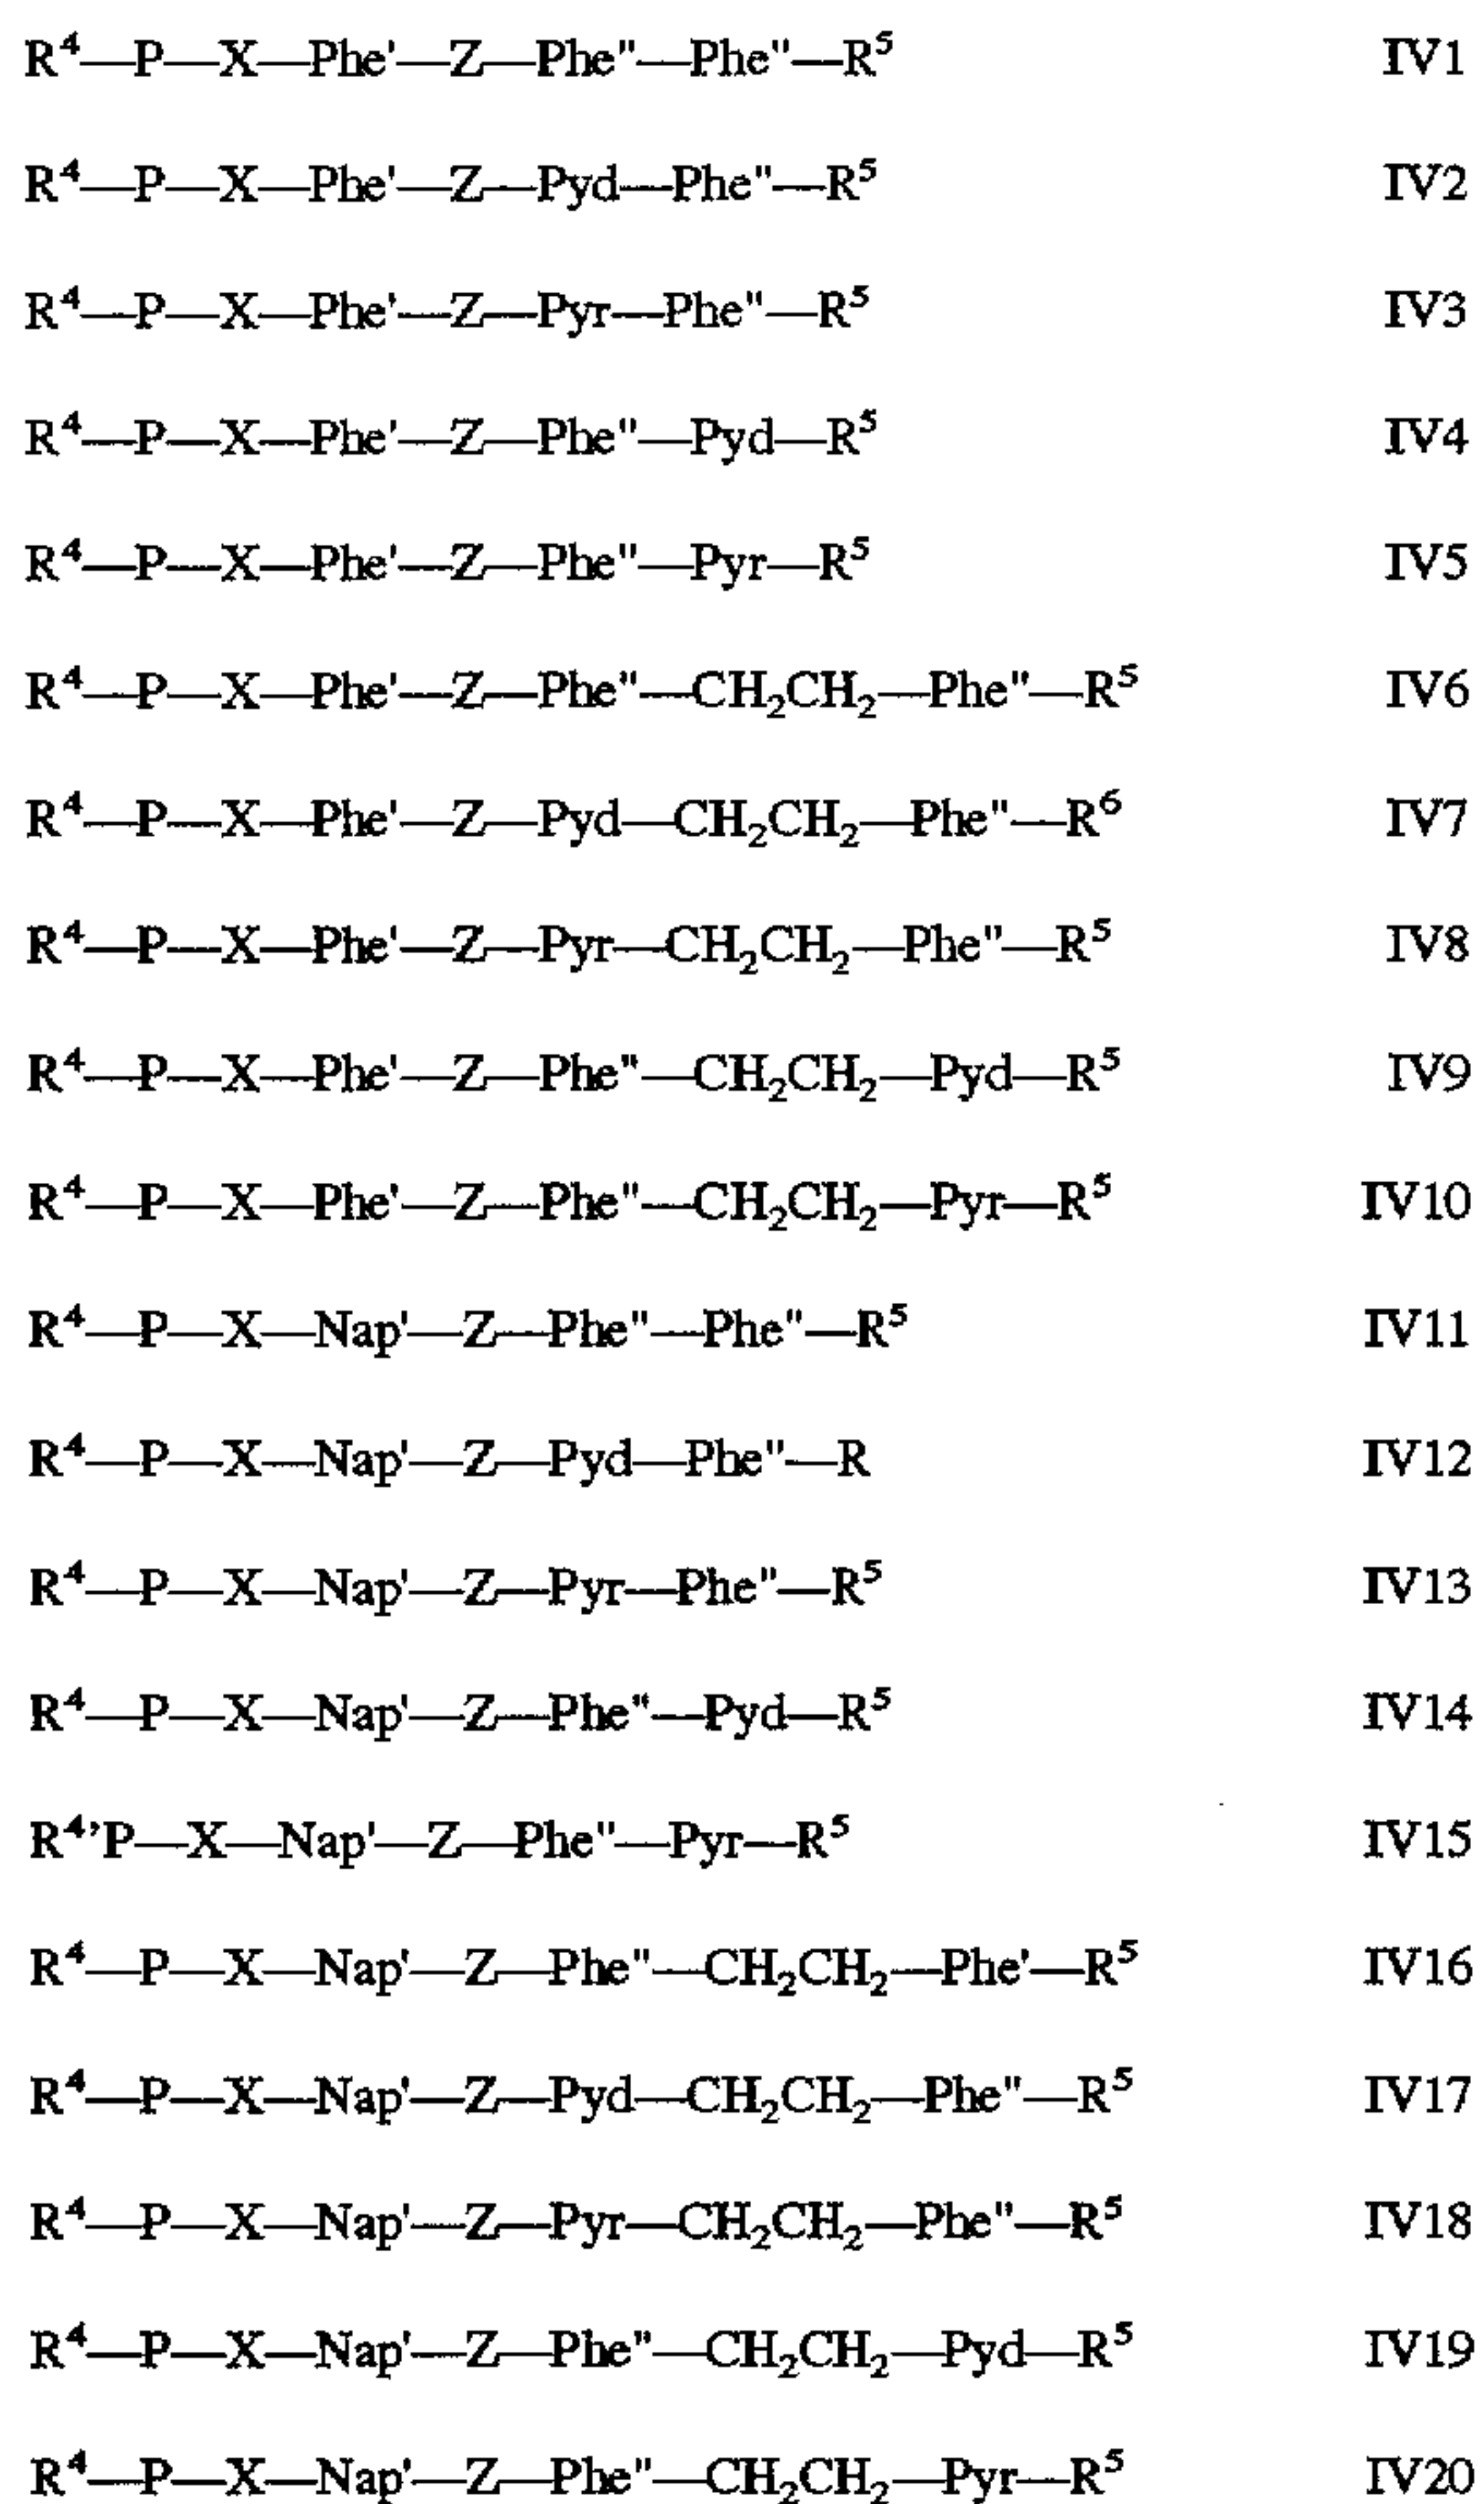 R⁴—P—X—Phe'—Z—Phe"—Phe"—R⁵ IV1
R⁴—P—X—Phe'—Z—Pyd—Phe"—R⁵ IV2
R⁴—P—X—Phe'—Z—Pyr—Phe"—R⁵ IV3
R⁴—P—X—Phe'—Z—Phe"—Pyd—R⁵ IV4
R⁴—P—X—Phe'—Z—Phe"—Pyr—R⁵ IV5
R⁴—P—X—Phe'—Z—Phe"—CH₂CH₂—Phe"—R⁵ IV6
R⁴—P—X—Phe'—Z—Pyd—CH₂CH₂—Phe"—R⁶ IV7
R⁴—P—X—Phe'—Z—Pyr—CH₂CH₂—Phe"—R⁵ IV8
R⁴—P—X—Phe'—Z—Phe"—CH₂CH₂—Pyd—R⁵ IV9
R⁴—P—X—Phe'—Z—Phe"—CH₂CH₂—Pyr—R⁵ IV10
R⁴—P—X—Nap'—Z—Phe"—Phe"—R⁵ IV11
R⁴—P—X—Nap'—Z—Pyd—Phe"—R IV12
R⁴—P—X—Nap'—Z—Pyr—Phe"—R⁵ IV13
R⁴—P—X—Nap'—Z—Phe"—Pyd—R⁵ IV14
R⁴’P—X—Nap'—Z—Phe"—Pyr—R⁵ IV15
R⁴—P—X—Nap'—Z—Phe"—CH₂CH₂—Phe'—R⁵ IV16
R⁴—P—X—Nap'—Z—Pyd—CH₂CH₂—Phe"—R⁵ IV17
R⁴—P—X—Nap'—Z—Pyr—CH₂CH₂—Phe"—R⁵ IV18
R⁴—P—X—Nap'—Z—Phe"—CH₂CH₂—Pyd—R⁵ IV19
R⁴—P—X—Nap'—Z—Phe"—CH₂CH₂—Pyr—R⁵ IV20